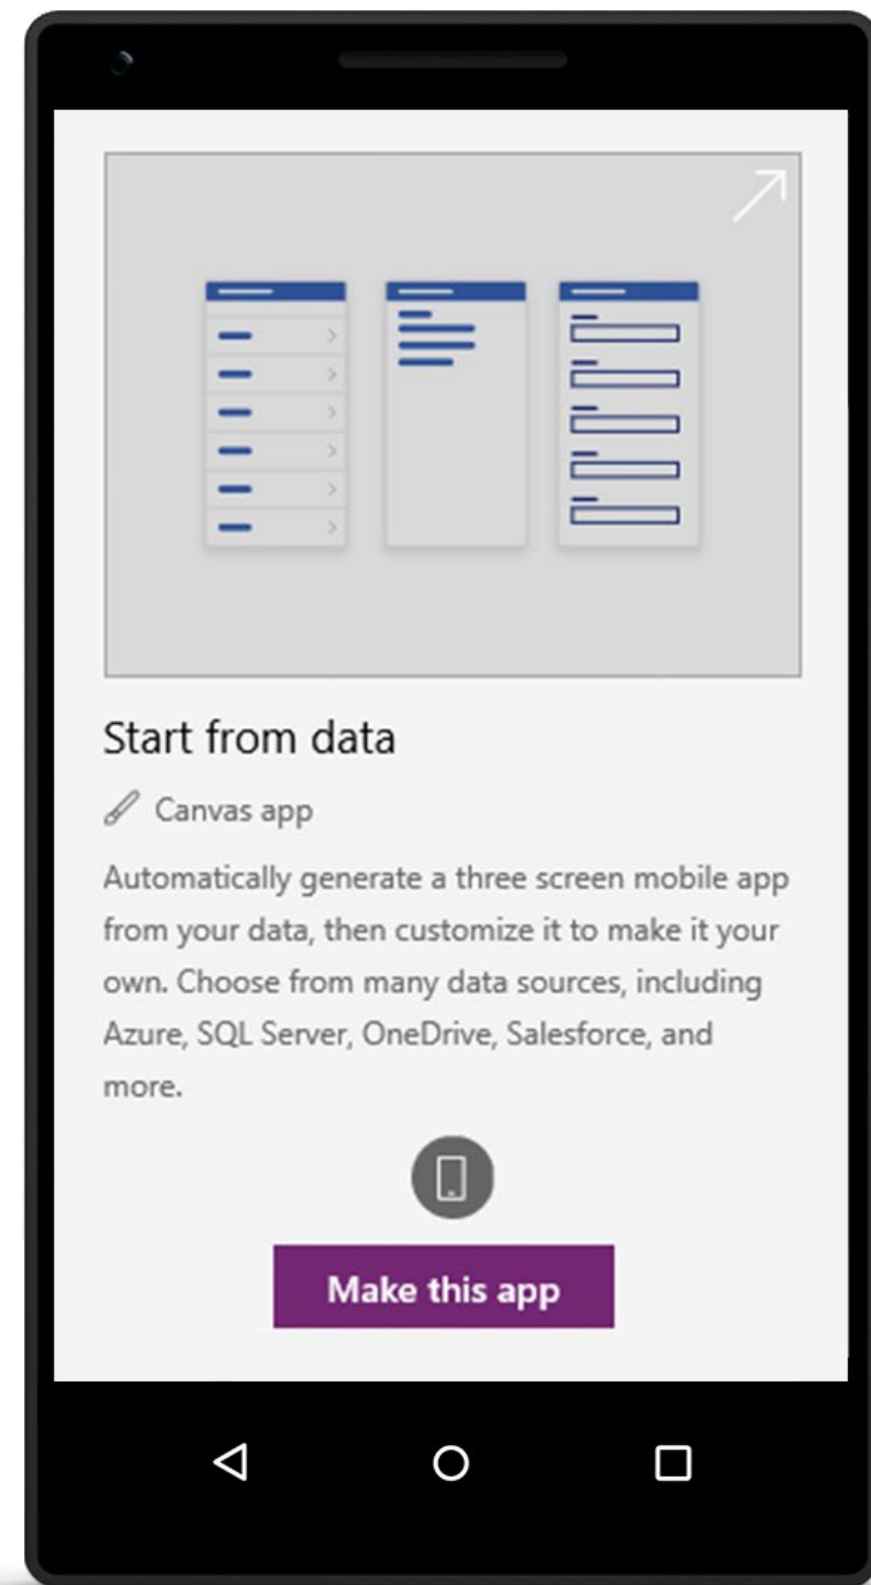 Start from data
Canvas app
Automatically generate a three screen mobile app
from your data, then customize it to make it your
own. Choose from many data sources, including
Azure, SQL Server, OneDrive, Salesforce, and
more.
Make this app